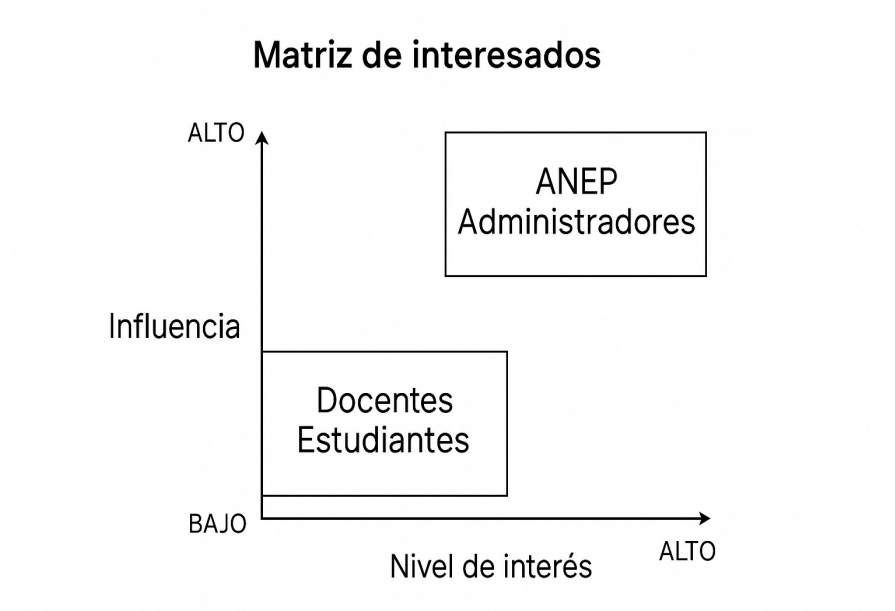 Matriz de interesados
ALTO
ANEP
Administradores
Influencia
Docentes
Estudiantes
BAJO
ALTO
Nivel de interés